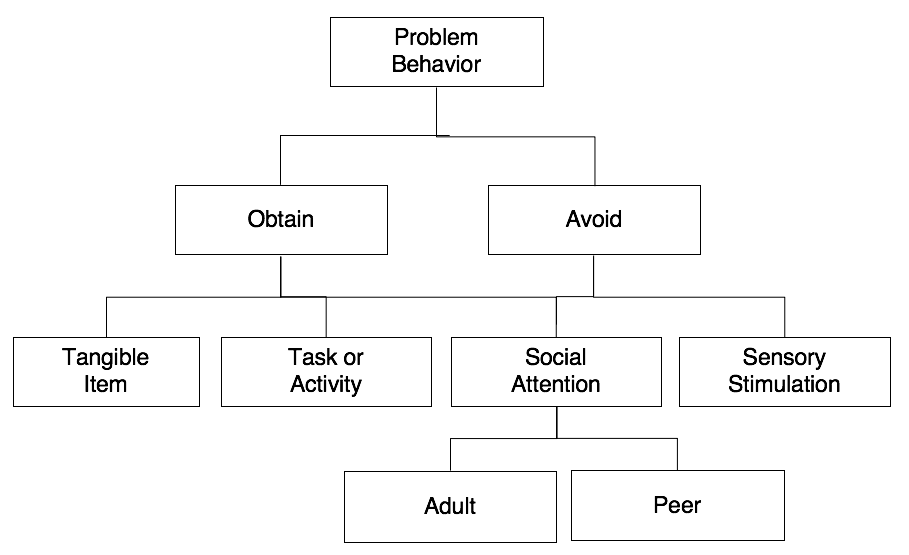 Problem
Behavior
Obtain
Avoid
Tangible
Item
Task or
Activity
Social
Attention
Sensory
Stimulation
Adult
Peer